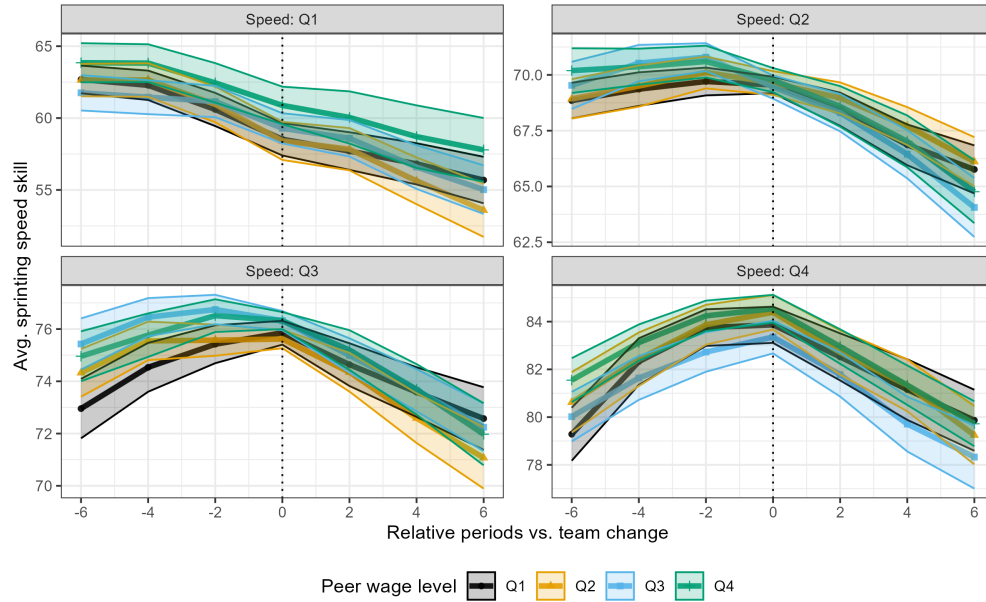 Speed: Q1
Speed: Q2
65
60
55
70.0
67.5
65.0
62.5
Speed: Q3
Speed: Q4
76
74
72
70
84
82
80
78
-6 -4 -2 0 2 4 6
-6 -4 -2 0 2 4 6
Avg. sprinting speed skill
Relative periods vs. team change
Peer wage level Q1 Q2 Q3 Q4